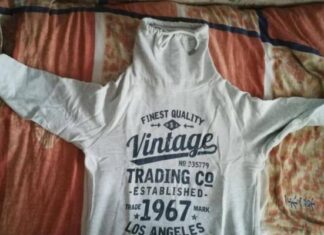 FINEST QUALITY
Vintage
NO. 235779
TRADING CO
-ESTABLISHED-
TRADE 1967 MARK
LOS ANGELES